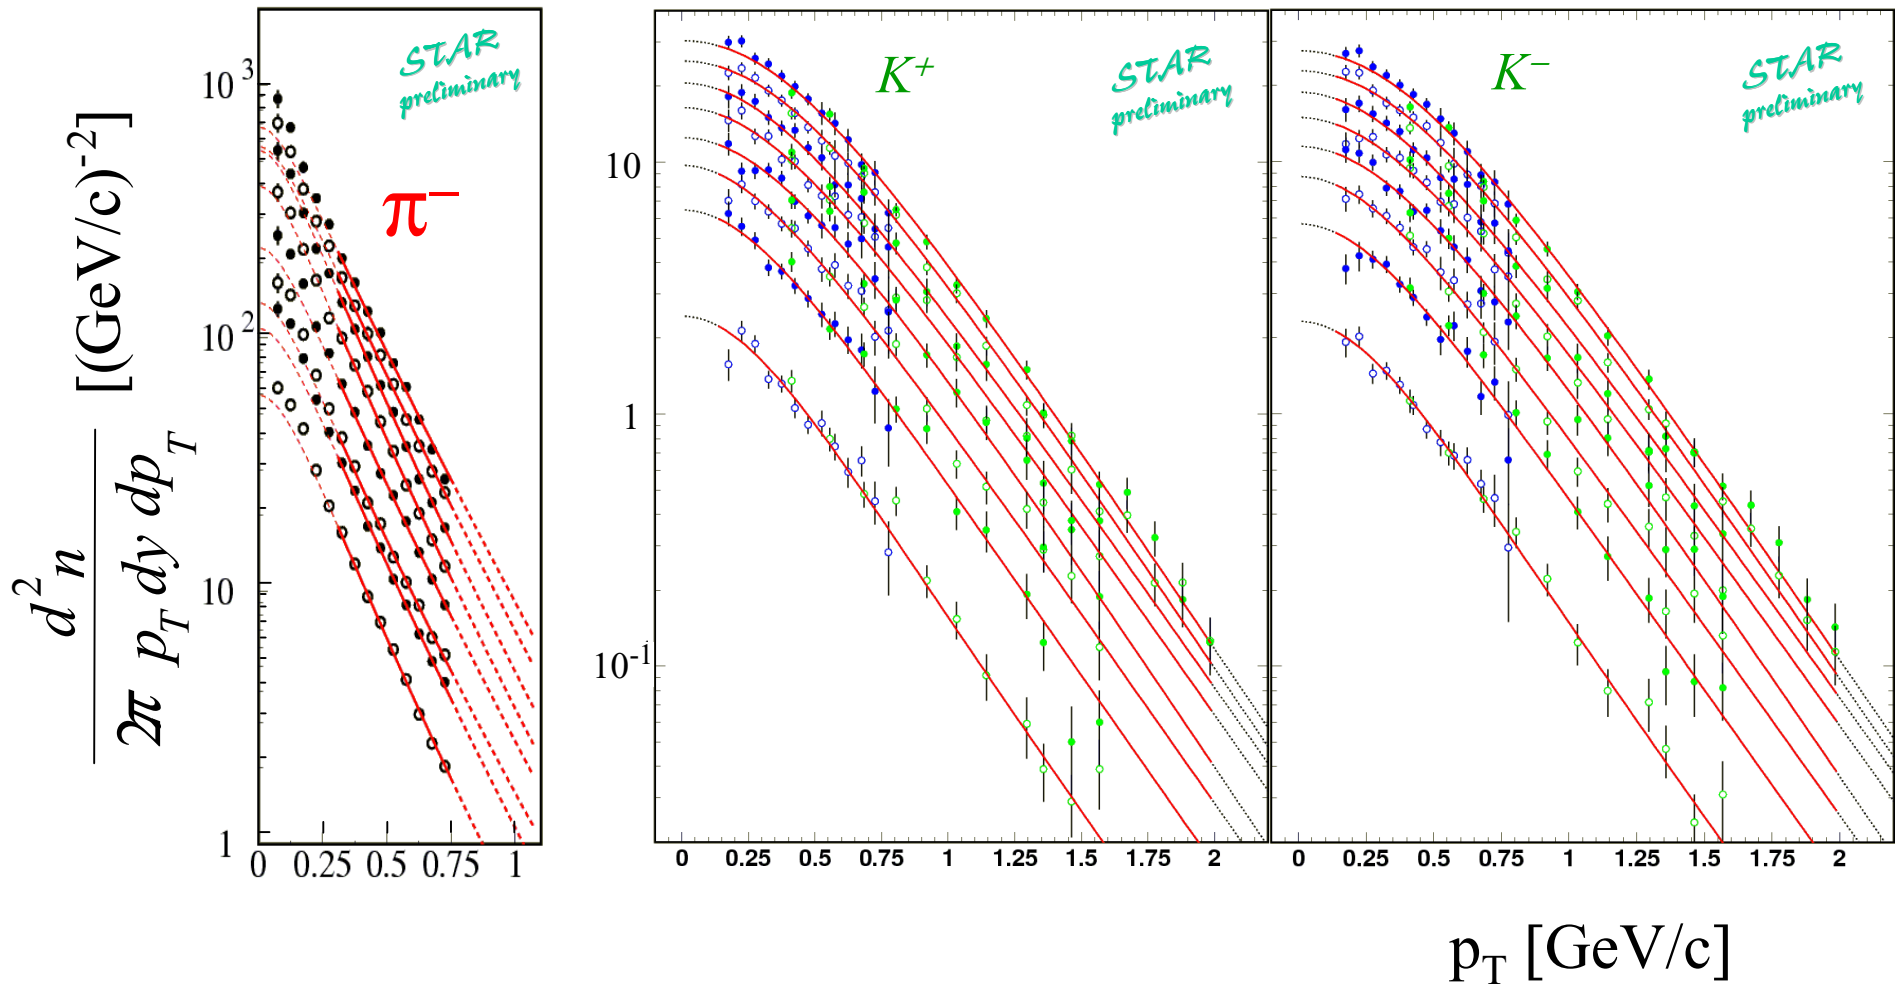 d²n
2π p_T dy dp_T
[(GeV/c)⁻²]
10³
10²
10
1
0 0.25 0.5 0.75 1
STAR
preliminary
π⁻
10
1
10⁻¹
0 0.25 0.5 0.75 1 1.25 1.5 1.75 2
K⁺
STAR
preliminary
0 0.25 0.5 0.75 1 1.25 1.5 1.75 2
K⁻
STAR
preliminary
p_T [GeV/c]